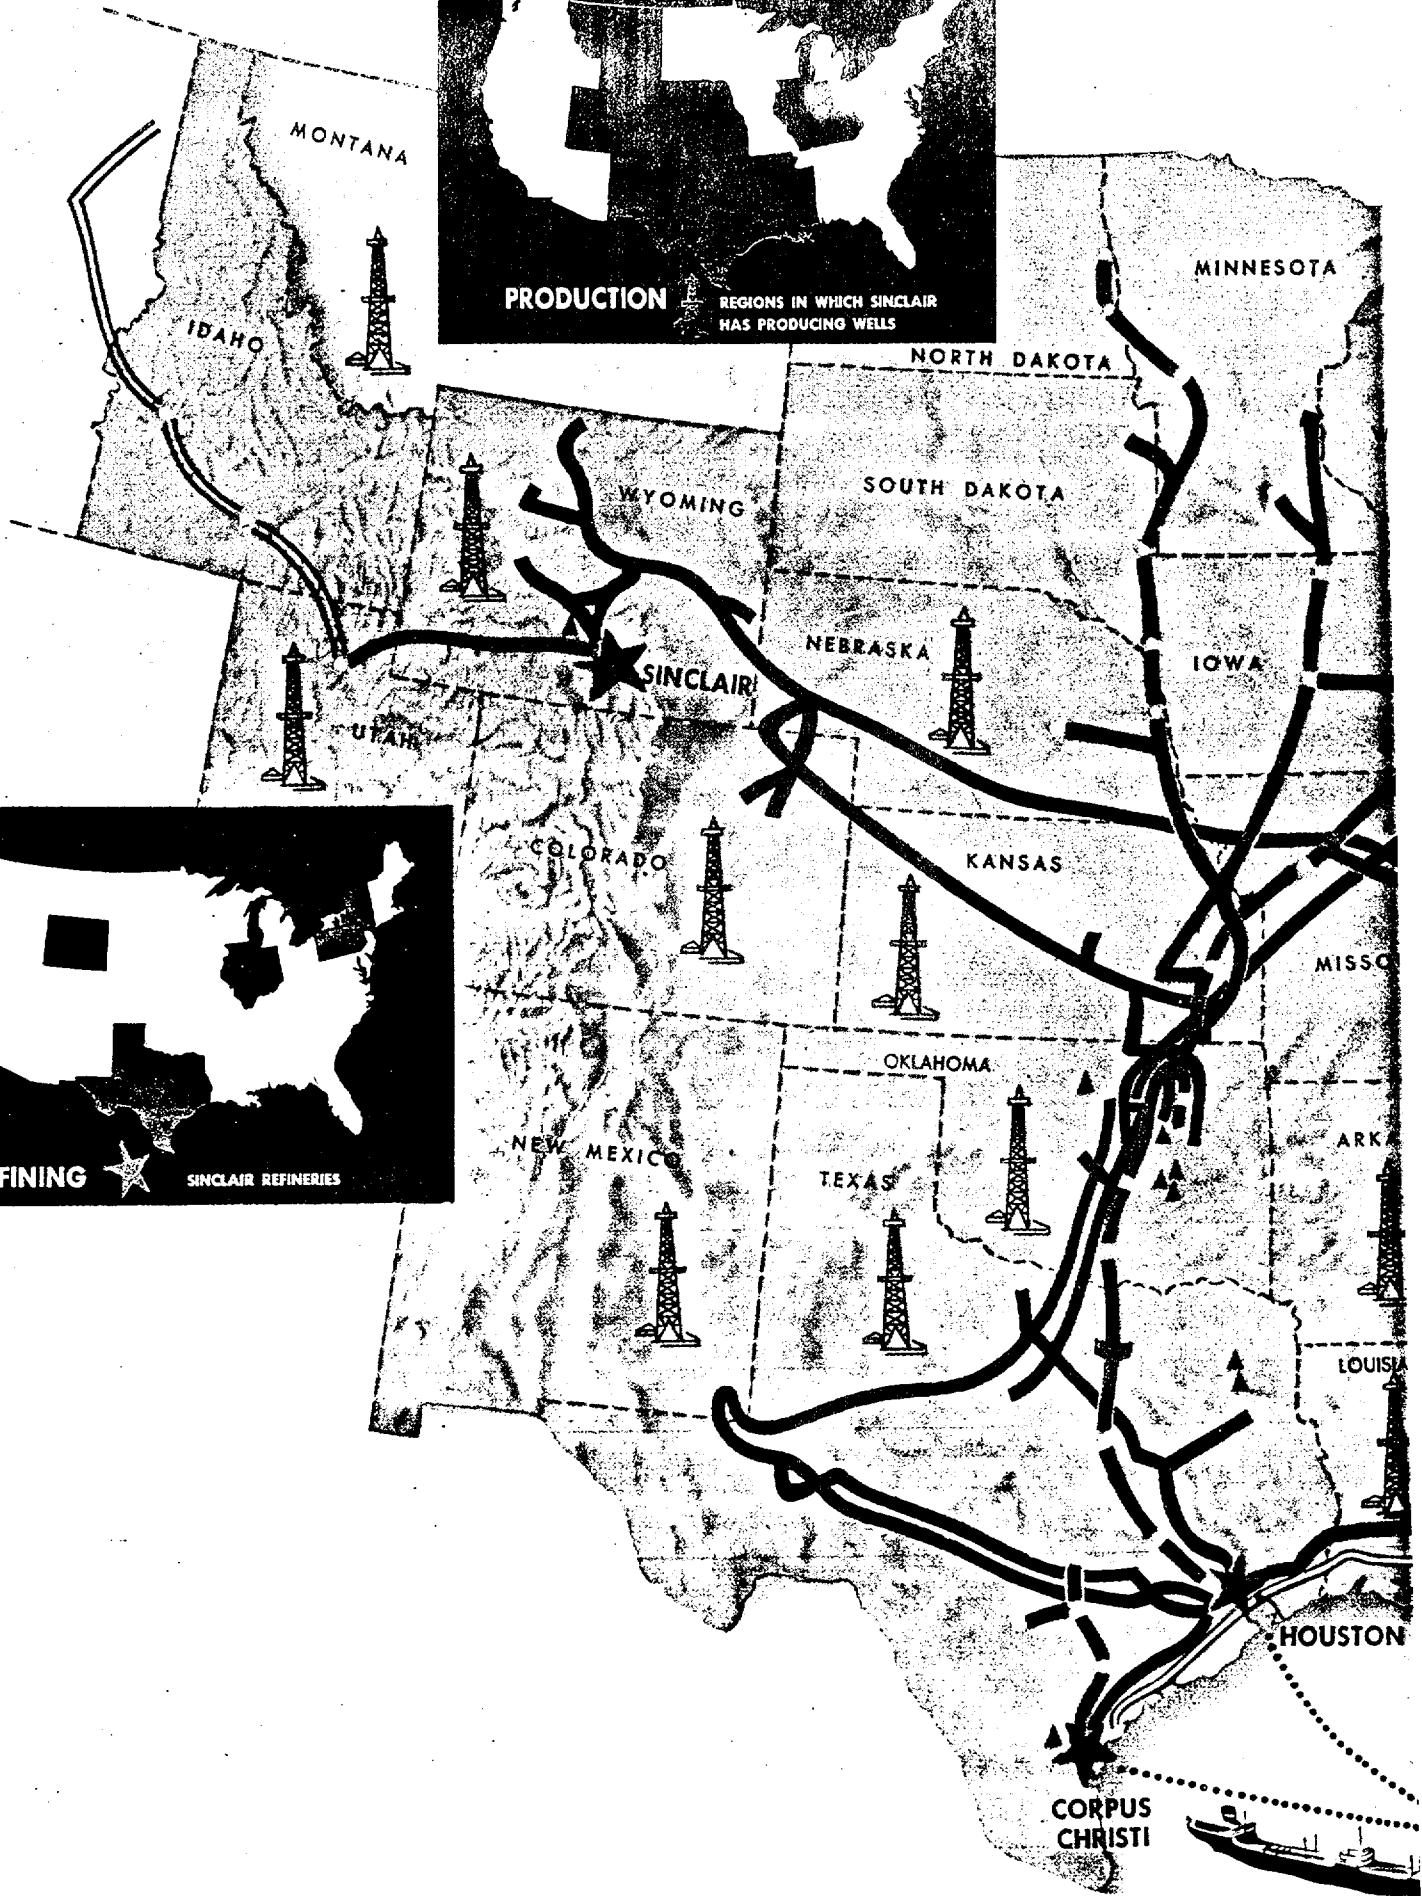 MONTANA
PRODUCTION
REGIONS IN WHICH SINCLAIR
HAS PRODUCING WELLS
MINNESOTA
IDAHO
NORTH DAKOTA
WYOMING
SOUTH DAKOTA
NEBRASKA
IOWA
SINCLAIR
UTAH
COLORADO
KANSAS
MISSO
OKLAHOMA
ARKA
NEW MEXICO
TEXAS
FINING
SINCLAIR REFINERIES
LOUISIA
HOUSTON
CORPUS
CHRISTI